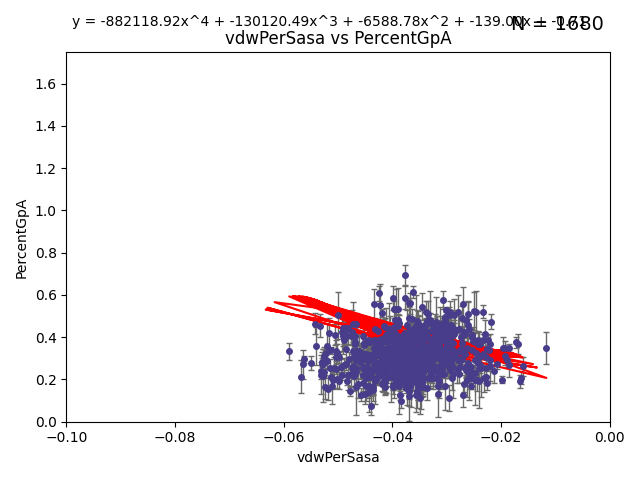 y = -882118.92x^4 + -130120.49x^3 + -6588.78x^2 + -139.00x + -0.61
N = 1680
vdwPerSasa vs PercentGpA
1.6
1.4
1.2
1.0
0.8
0.6
0.4
0.2
0.0
PercentGpA
−0.10 −0.08 −0.06 −0.04 −0.02 0.00
vdwPerSasa